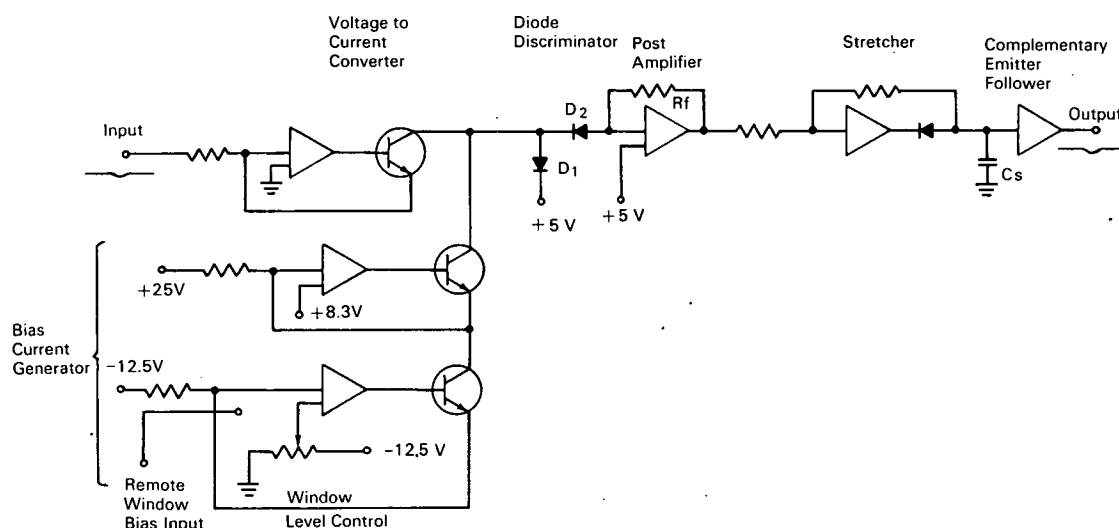 Voltage to
Current
Converter
Diode
Discriminator
Post
Amplifier
Stretcher
Complementary
Emitter
Follower
Input
D2
Rf
Output
D1
+5 V
+5 V
Cs
+25V
+8.3V
Bias
Current
Generator
-12.5V
-12,5 V
Remote
Window
Bias Input
Window
Level Control